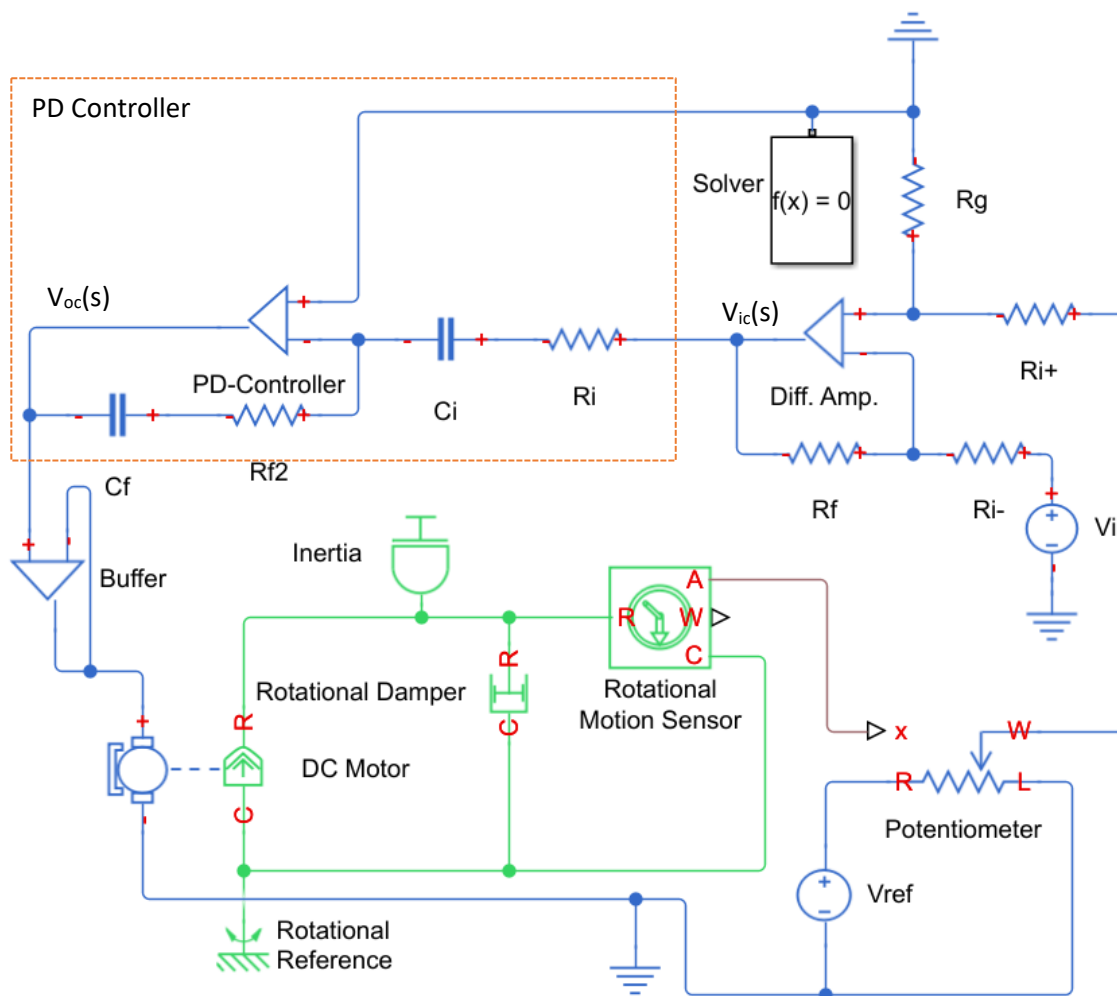 PD Controller
Solver
f(x) = 0
Rg
Voc(s)
Vic(s)
+
-
-
+
-
+
+
-
-
+
+
-
Ri+
PD-Controller
Ci
Ri
Diff. Amp.
-
+
-
+
-
+
-
+
Rf2
Rf
Ri-
Cf
+
Vi
-
+
-
Inertia
Buffer
A
R
W
C
Rotational Damper
R
C
Rotational
Motion Sensor
+
R
DC Motor
C
-
x
W
R
L
Potentiometer
Vref
Rotational
Reference